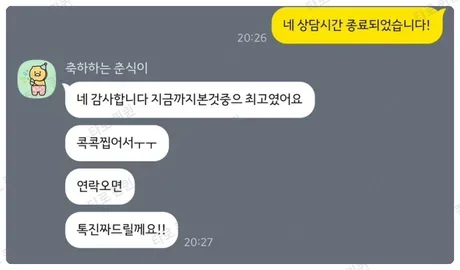 네 상담시간 종료되었습니다!
20:26
축하하는 춘식이
네 감사합니다 지금까지본것중으 최고였어요
콕콕찝어서ㅜㅜ
연락오면
톡진짜드릴께요!!
20:27